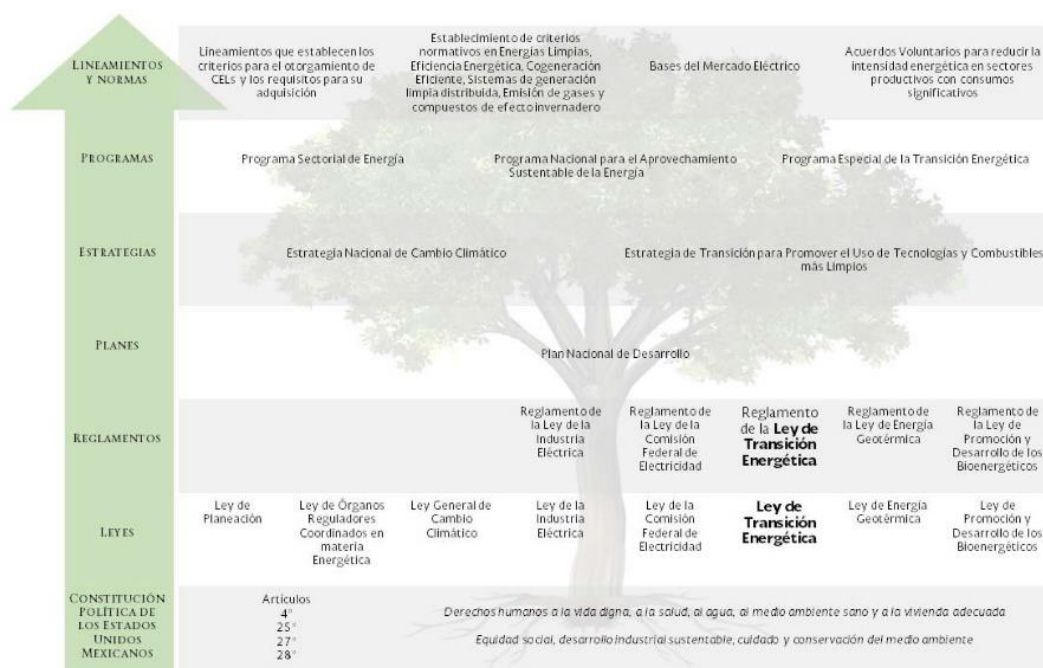 LINEAMIENTOS
Y NORMAS
Lineamientos que establecen los
criterios para el otorgamiento de
CELs y los requisitos para su
adquisición
Establecimiento de criterios
normativos en Energías Limpias,
Eficiencia Energética, Cogeneración
Eficiente, Sistemas de generación
limpia distribuida, Emisión de gases y
compuestos de efecto invernadero
Bases del Mercado Eléctrico
Acuerdos Voluntarios para reducir la
intensidad energética en sectores
productivos con consumos
significativos
PROGRAMAS
Programa Sectorial de Energía
Programa Nacional para el Aprovechamiento
Sustentable de la Energía
Programa Especial de la Transición Energética
ESTRATEGIAS
Estrategia Nacional de Cambio Climático
Estrategia de Transición para Promover el Uso de Tecnologías y Combustibles
más Limpios
PLANES
Plan Nacional de Desarrollo
REGLAMENTOS
Reglamento de
la Ley de la
Industria
Eléctrica
Reglamento de
la Ley de la
Comisión
Federal de
Electricidad
Reglamento
de la Ley de
Transición
Energética
Reglamento de
la Ley de Energía
Geotérmica
Reglamento de
la Ley de
Promoción y
Desarrollo de los
Bioenergéticos
LEYES
Ley de
Planeación
Ley de Órganos
Reguladores
Coordinados en
materia
Energética
Ley General de
Cambio
Climático
Ley de la
Industria
Eléctrica
Ley de la
Comisión
Federal de
Electricidad
Ley de
Transición
Energética
Ley de Energía
Geotérmica
Ley de
Promoción y
Desarrollo de los
Bioenergéticos
CONSTITUCIÓN
POLÍTICA DE
LOS ESTADOS
UNIDOS
MEXICANOS
Artículos
4°
25°
27°
28°
Derechos humanos a la vida digna, a la salud, al agua, al medio ambiente sano y a la vivienda adecuada
Equidad social, desarrollo industrial sustentable, cuidado y conservación del medio ambiente